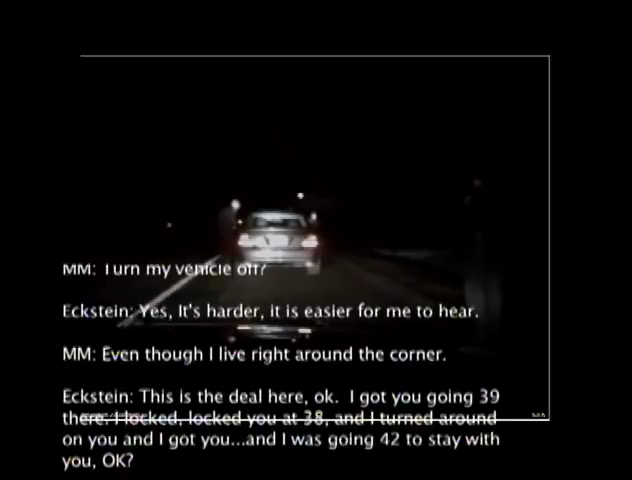 MM: Turn my vehicle off?
Eckstein: Yes, It's harder, it is easier for me to hear.
MM: Even though I live right around the corner.
Eckstein: This is the deal here, ok. I got you going 39
there. I locked, locked you at 38, and I turned around
on you and I got you...and I was going 42 to stay with
you, OK?